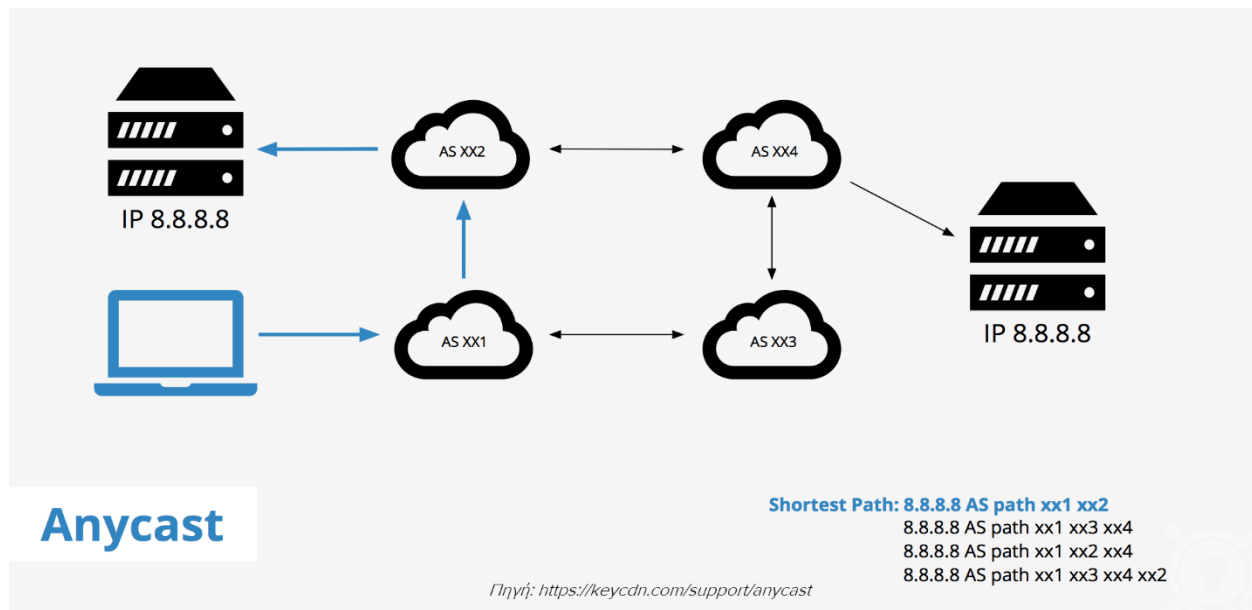 AS XX2
AS XX4
IP 8.8.8.8
AS XX1
AS XX3
IP 8.8.8.8
Anycast
Shortest Path: 8.8.8.8 AS path xx1 xx2
8.8.8.8 AS path xx1 xx3 xx4
8.8.8.8 AS path xx1 xx2 xx4
8.8.8.8 AS path xx1 xx3 xx4 xx2
Πηγή: https://keycdn.com/support/anycast